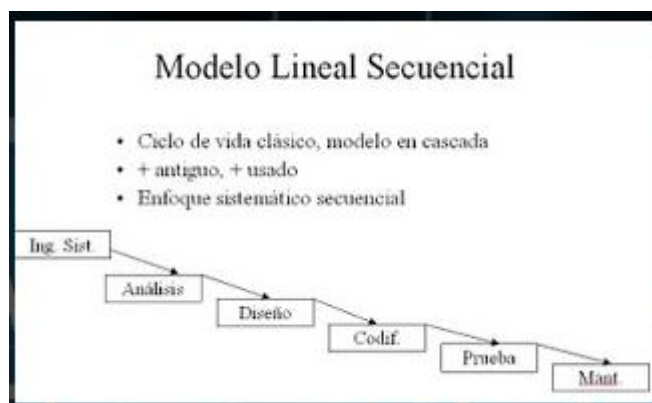 Modelo Lineal Secuencial
• Ciclo de vida clásico, modelo en cascada
• + antiguo, + usado
• Enfoque sistemático secuencial
Ing. Sist.
Análisis
Diseño
Codif.
Prueba
Mant.